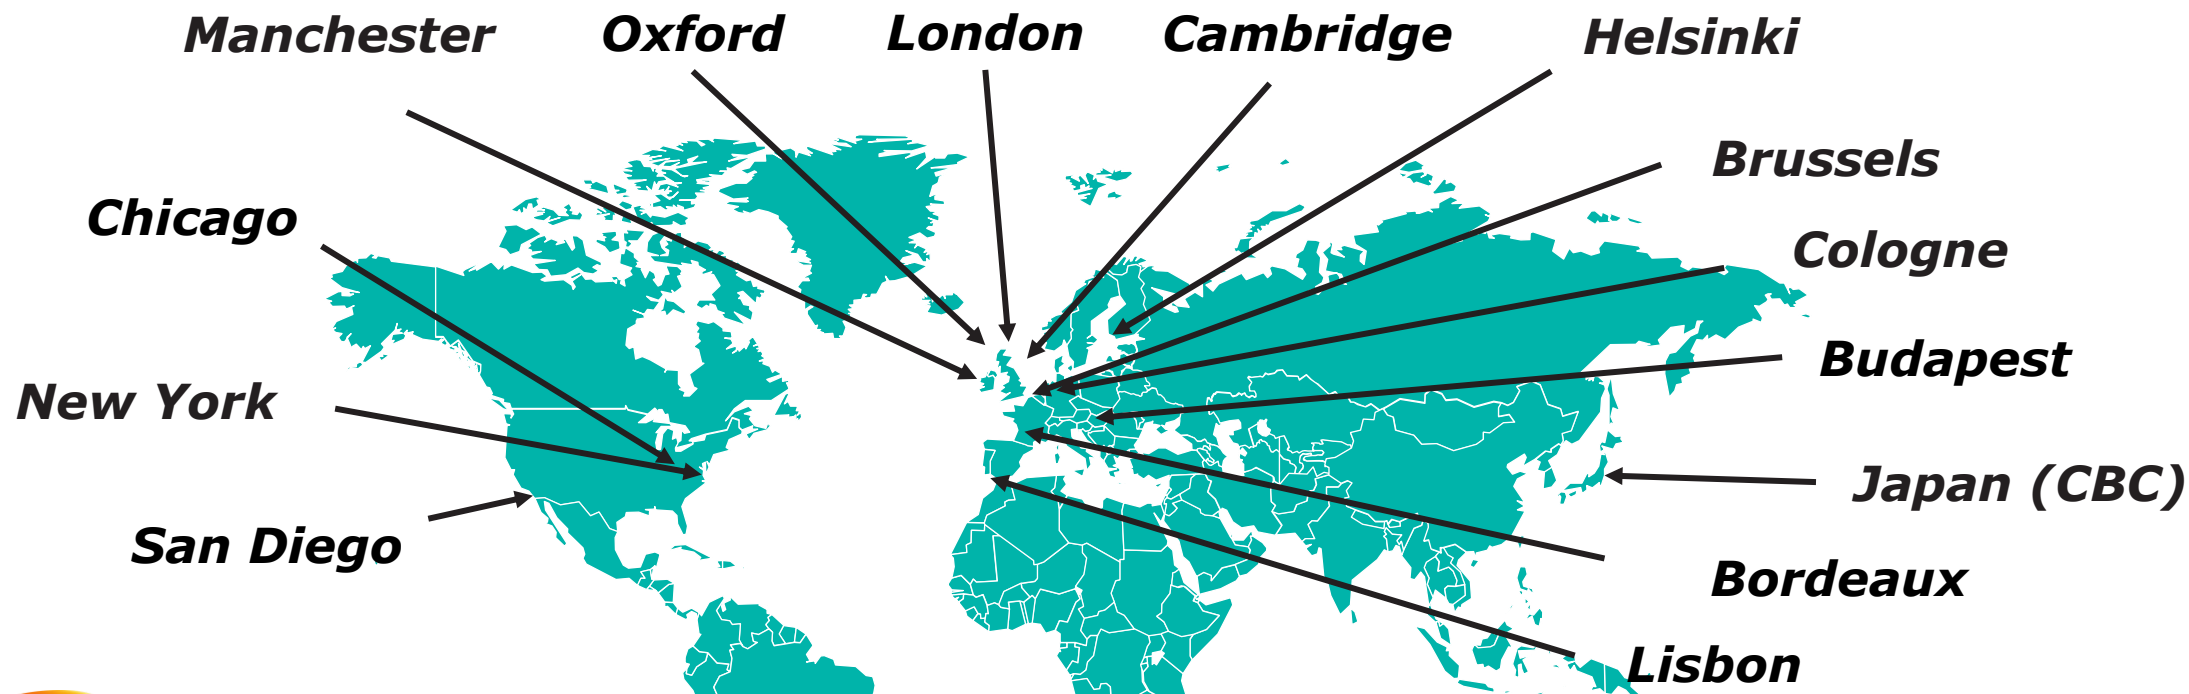 Manchester
Oxford
London
Cambridge
Helsinki
Brussels
Chicago
Cologne
Budapest
New York
Japan (CBC)
San Diego
Bordeaux
Lisbon